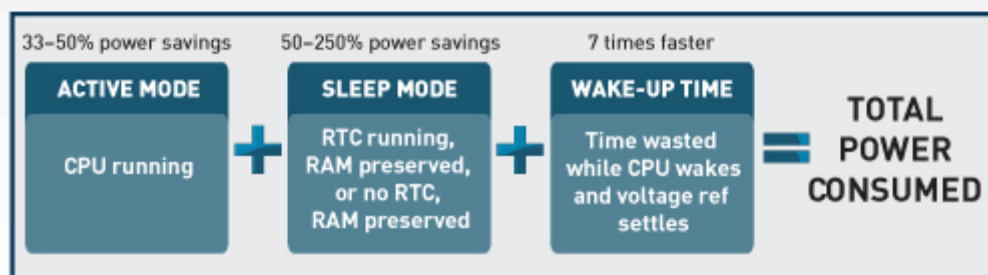 33–50% power savings
50–250% power savings
7 times faster
ACTIVE MODE
CPU running
SLEEP MODE
RTC running,
RAM preserved,
or no RTC,
RAM preserved
WAKE-UP TIME
Time wasted
while CPU wakes
and voltage ref
settles
TOTAL
POWER
CONSUMED